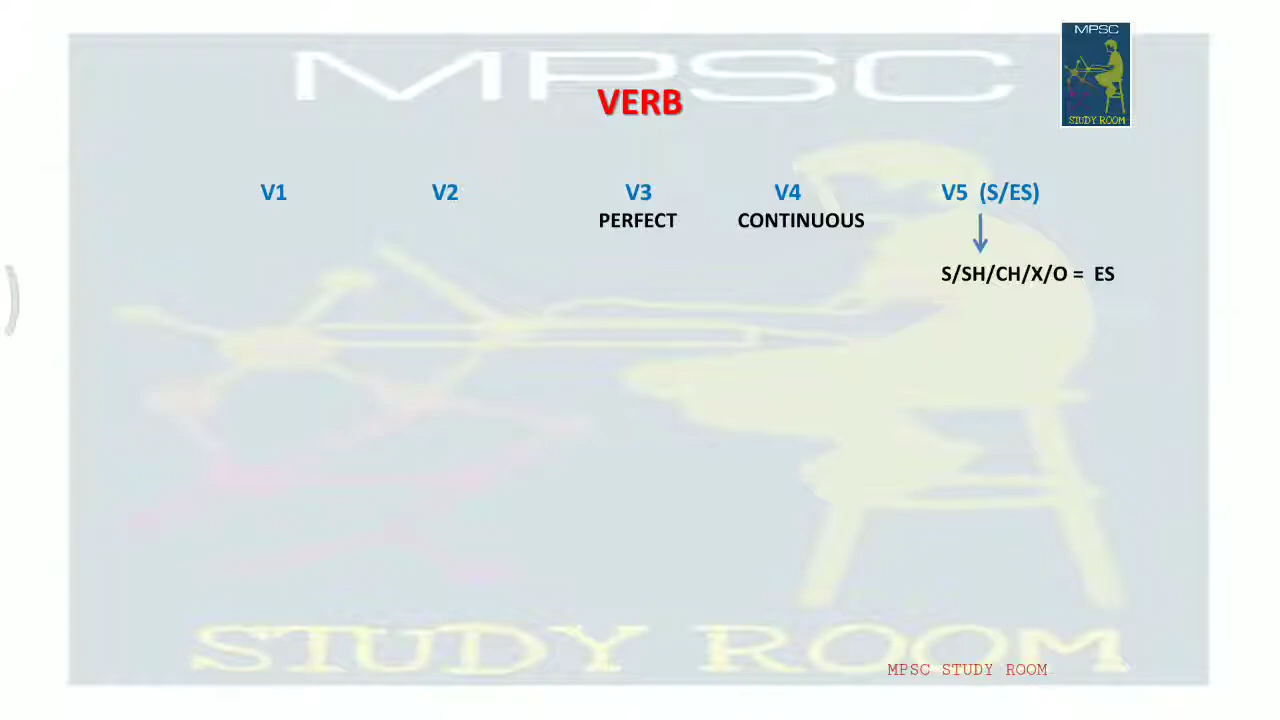 MPSC
MPSC
VERB
STUDY ROOM
V1 V2 V3 V4 V5 (S/ES)
PERFECT CONTINUOUS
S/SH/CH/X/O = ES
STUDY ROOM
MPSC STUDY ROOM